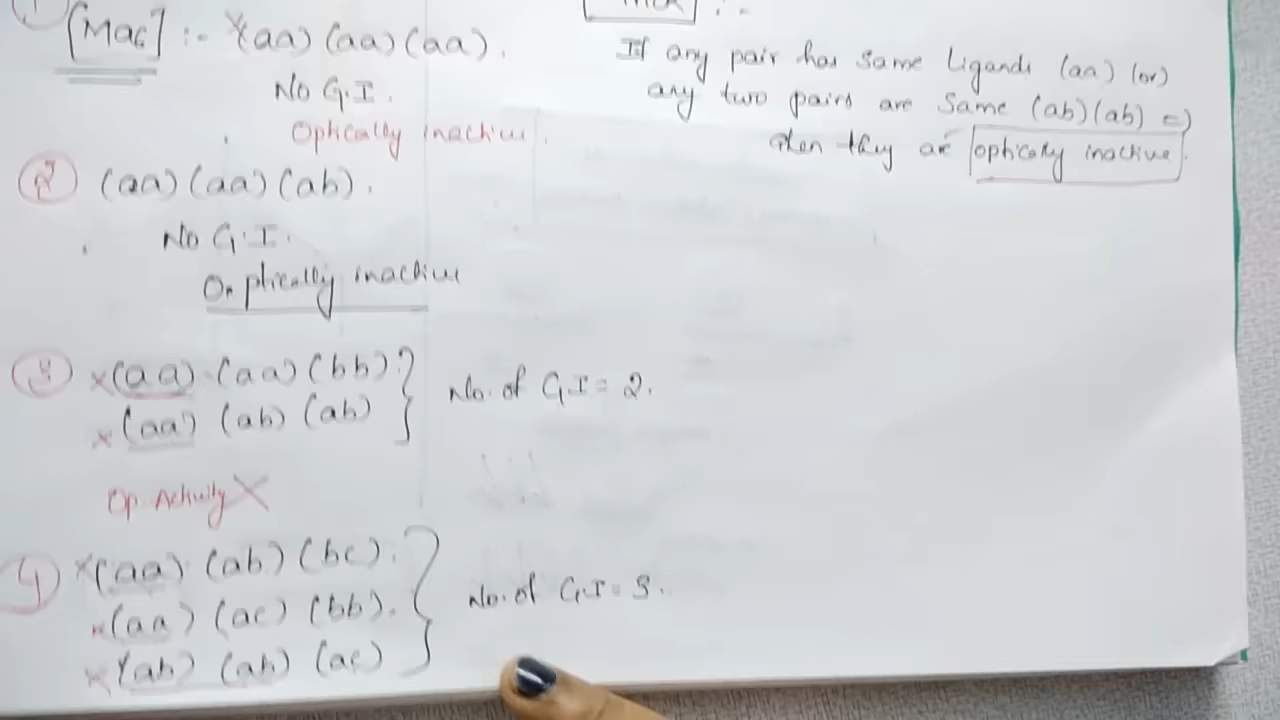 [Ma6] :- (aa) (aa) (aa).
No G.I.
Optically inactive.
If any pair has same ligands (aa) (or)
any two pairs are same (ab)(ab) =)
then they are optically inactive.
② (aa) (aa) (ab).
No G.I.
Optically inactive
③ ×(aa) (aa) (bb).
×(aa) (ab) (ab)
No. of G.I = 2.
Op. Activity ×
④ ×(aa) (ab) (bc).
×(aa) (ac) (bb).
×(ab) (ab) (ac)
No. of G.I = 3.